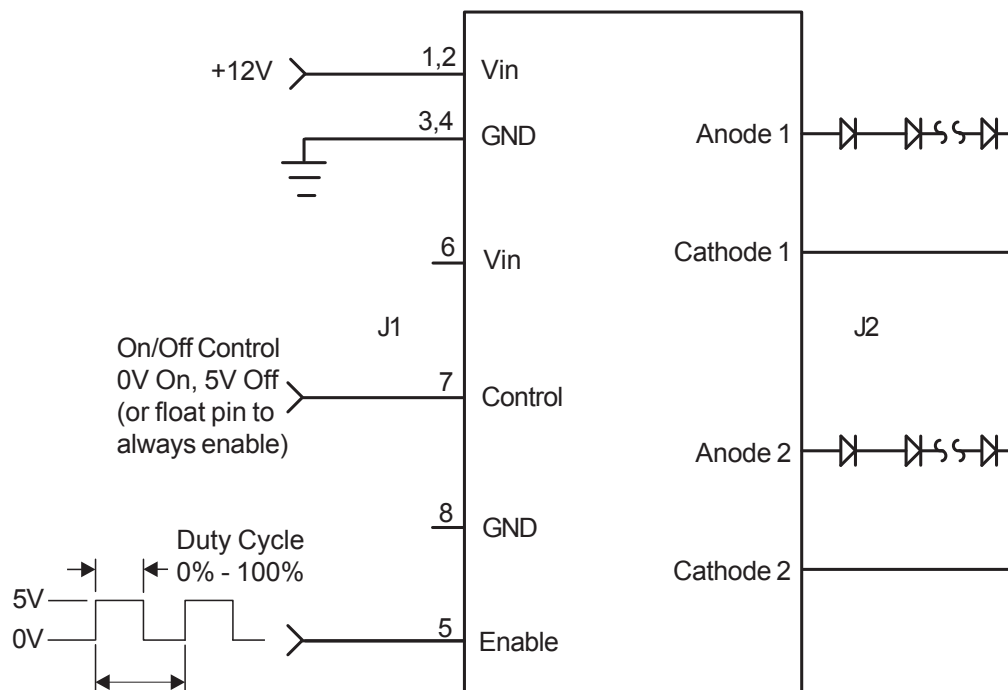 +12V
1,2
Vin
3,4
GND
Anode 1
6
Vin
Cathode 1
J1
J2
On/Off Control
0V On, 5V Off
(or float pin to
always enable)
7
Control
Anode 2
8
GND
Duty Cycle
0% - 100%
Cathode 2
5V
0V
5
Enable